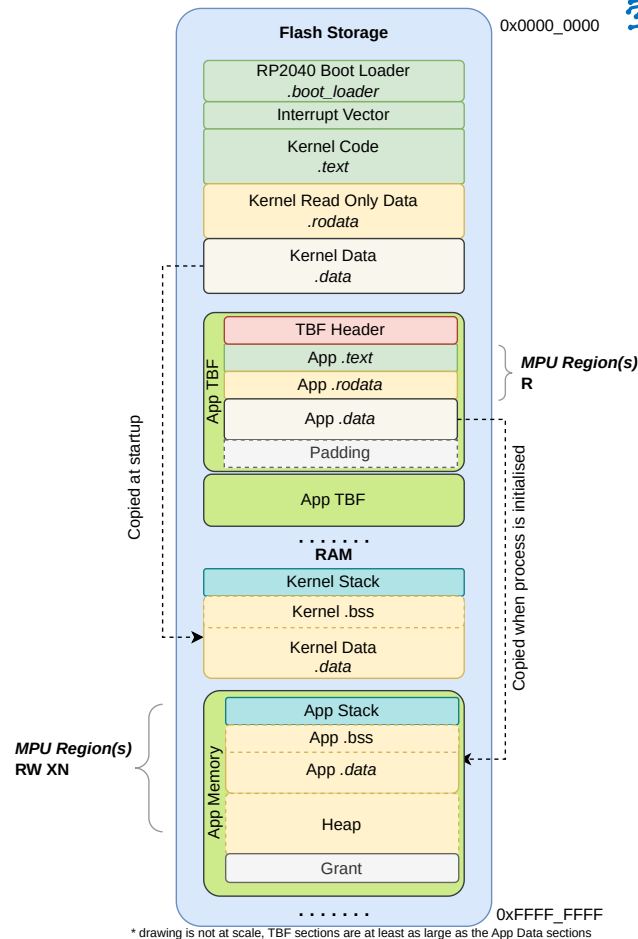 Flash Storage
0x0000_0000
RP2040 Boot Loader
.boot_loader
Interrupt Vector
Kernel Code
.text
Kernel Read Only Data
.rodata
Kernel Data
.data
App TBF
TBF Header
App .text
App .rodata
App .data
Padding
MPU Region(s)
R
Copied at startup
Copied when process is initialised
App TBF
.......
RAM
Kernel Stack
Kernel .bss
Kernel Data
.data
MPU Region(s)
RW XN
App Memory
App Stack
App .bss
App .data
Heap
Grant
.......
0xFFFF_FFFF
* drawing is not at scale, TBF sections are at least as large as the App Data sections